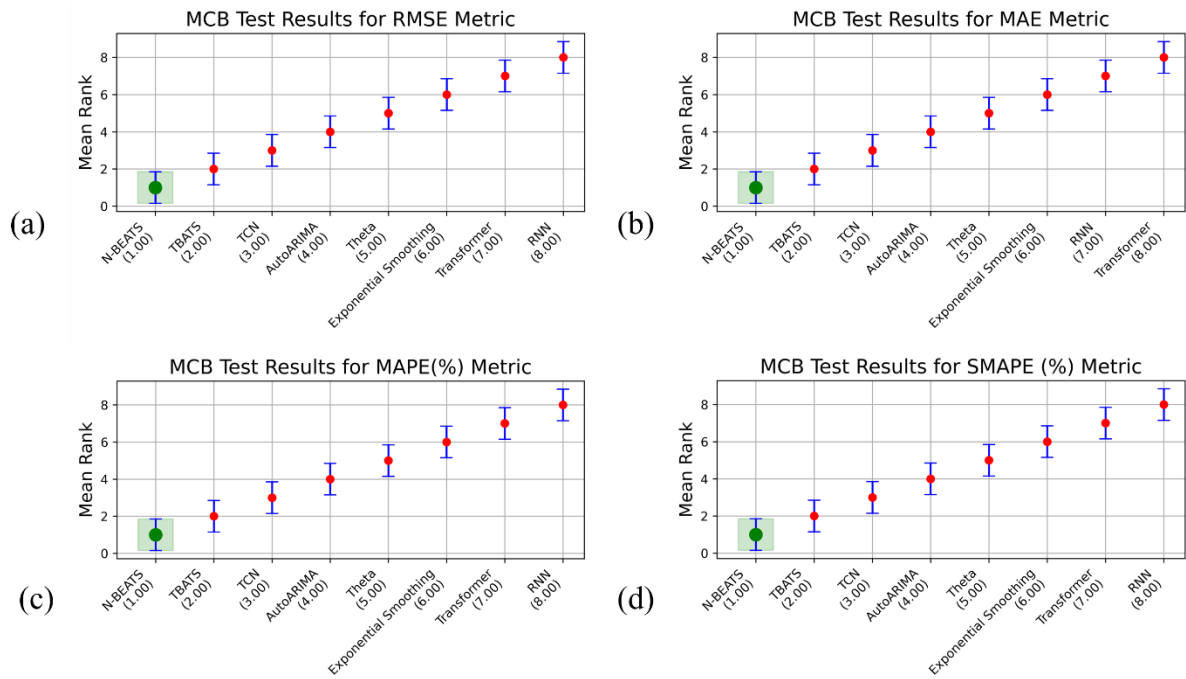 MCB Test Results for RMSE Metric
Mean Rank
8
6
4
2
0
N-BEATS
(1.00)
TBATS
(2.00)
TCN
(3.00)
AutoARIMA
(4.00)
Theta
(5.00)
Exponential Smoothing
(6.00)
Transformer
(7.00)
RNN
(8.00)
(a)
MCB Test Results for MAE Metric
Mean Rank
8
6
4
2
0
N-BEATS
(1.00)
TBATS
(2.00)
TCN
(3.00)
AutoARIMA
(4.00)
Theta
(5.00)
Exponential Smoothing
(6.00)
RNN
(7.00)
Transformer
(8.00)
(b)
MCB Test Results for MAPE(%) Metric
Mean Rank
8
6
4
2
0
N-BEATS
(1.00)
TBATS
(2.00)
TCN
(3.00)
AutoARIMA
(4.00)
Theta
(5.00)
Exponential Smoothing
(6.00)
Transformer
(7.00)
RNN
(8.00)
(c)
MCB Test Results for SMAPE (%) Metric
Mean Rank
8
6
4
2
0
N-BEATS
(1.00)
TBATS
(2.00)
TCN
(3.00)
AutoARIMA
(4.00)
Theta
(5.00)
Exponential Smoothing
(6.00)
Transformer
(7.00)
RNN
(8.00)
(d)